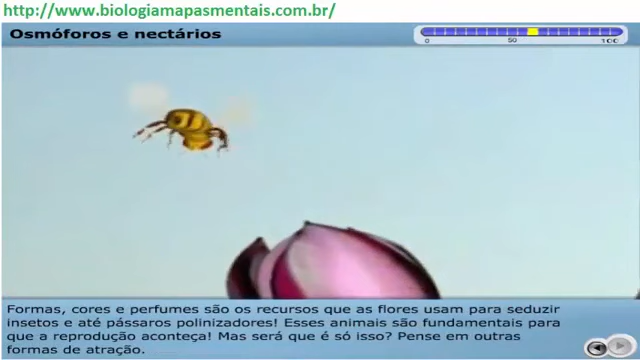 http://www.biologiamapasmentais.com.br/
Osmóforos e nectários
0 50 100
Formas, cores e perfumes são os recursos que as flores usam para seduzir
insetos e até pássaros polinizadores! Esses animais são fundamentais para
que a reprodução aconteça! Mas será que é só isso? Pense em outras
formas de atração.